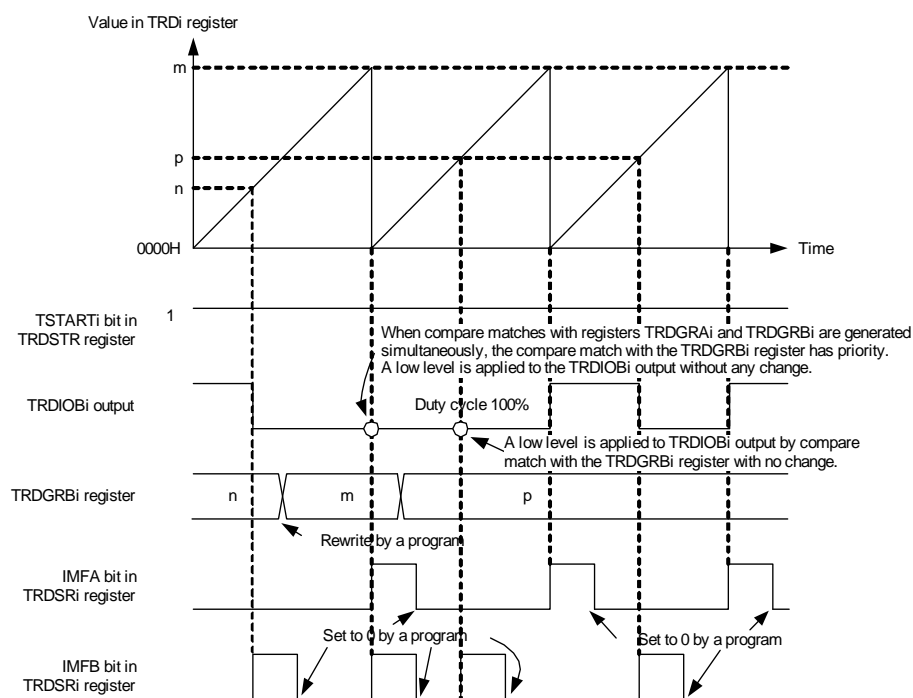 Value in TRDi register
m
p
n
0000H
Time
TSTARTi bit in
TRDSTR register
1
When compare matches with registers TRDGRAi and TRDGRBi are generated
simultaneously, the compare match with the TRDGRBi register has priority.
A low level is applied to the TRDIOBi output without any change.
TRDIOBi output
Duty cycle 100%
A low level is applied to TRDIOBi output by compare
match with the TRDGRBi register with no change.
TRDGRBi register
n
m
p
Rewrite by a program
IMFA bit in
TRDSRi register
Set to 0 by a program
Set to 0 by a program
IMFB bit in
TRDSRi register